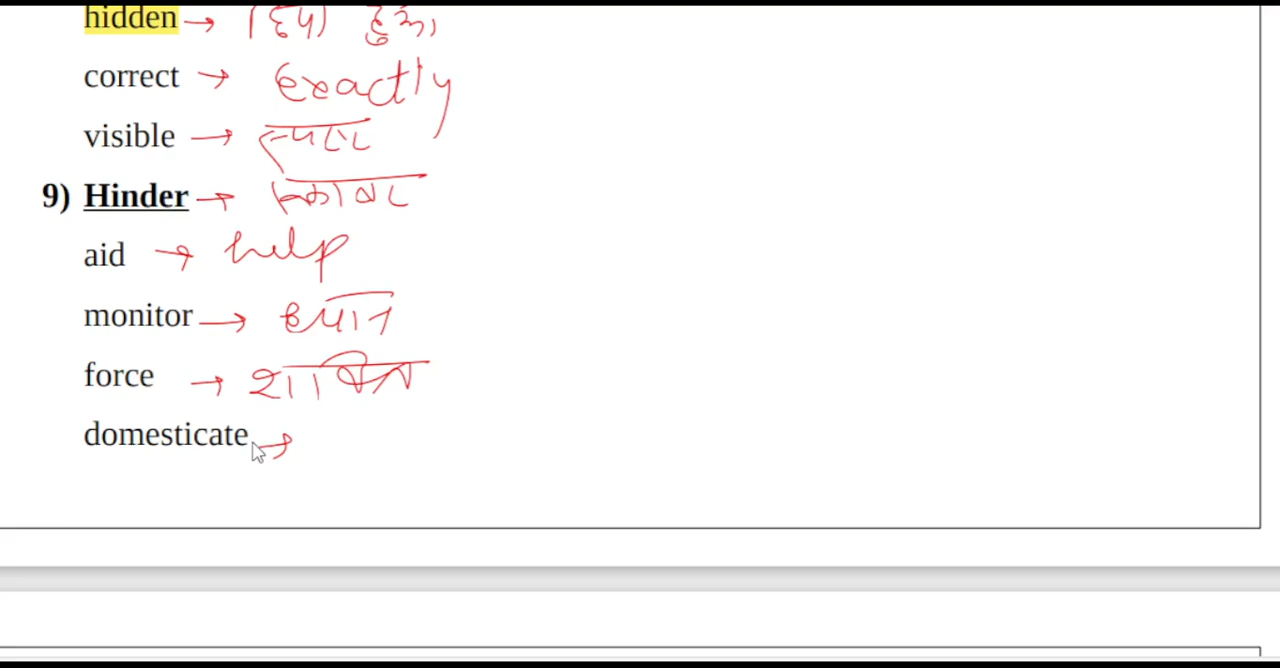 hidden → छिपा हुआ
correct → Exactly
visible → स्पष्ट
9) Hinder → रुकावट
aid → help
monitor → ध्यान
force → शक्ति
domesticate →